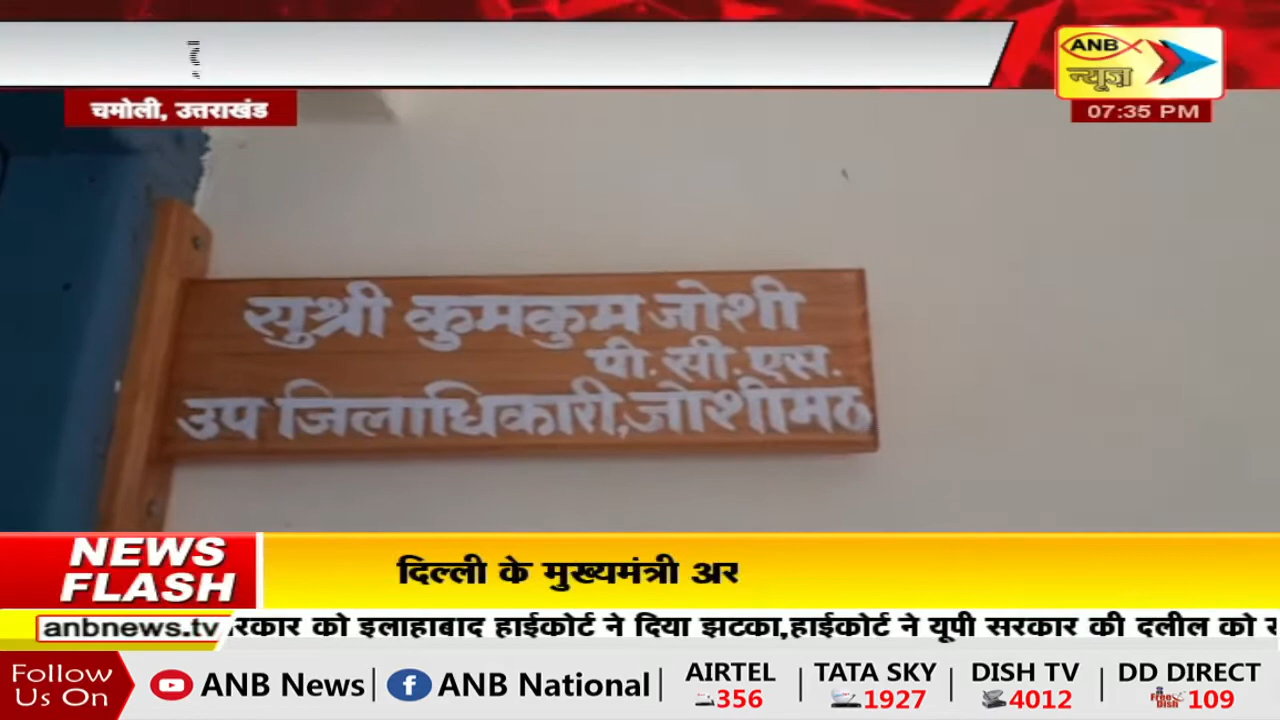 ANB
न्यूज़
07:35 PM
चमोली, उत्तराखंड
सुश्री कुमकुम जोशी
पी. सी. एस.
उप जिलाधिकारी, जोशीमठ
NEWS
FLASH
दिल्ली के मुख्यमंत्री अर
anbnews.tv
रकार को इलाहाबाद हाईकोर्ट ने दिया झटका,हाईकोर्ट ने यूपी सरकार की दलील को
Follow
Us On
ANB News
ANB National
AIRTEL
356
TATA SKY
1927
DISH TV
4012
DD DIRECT
Free Dish
109